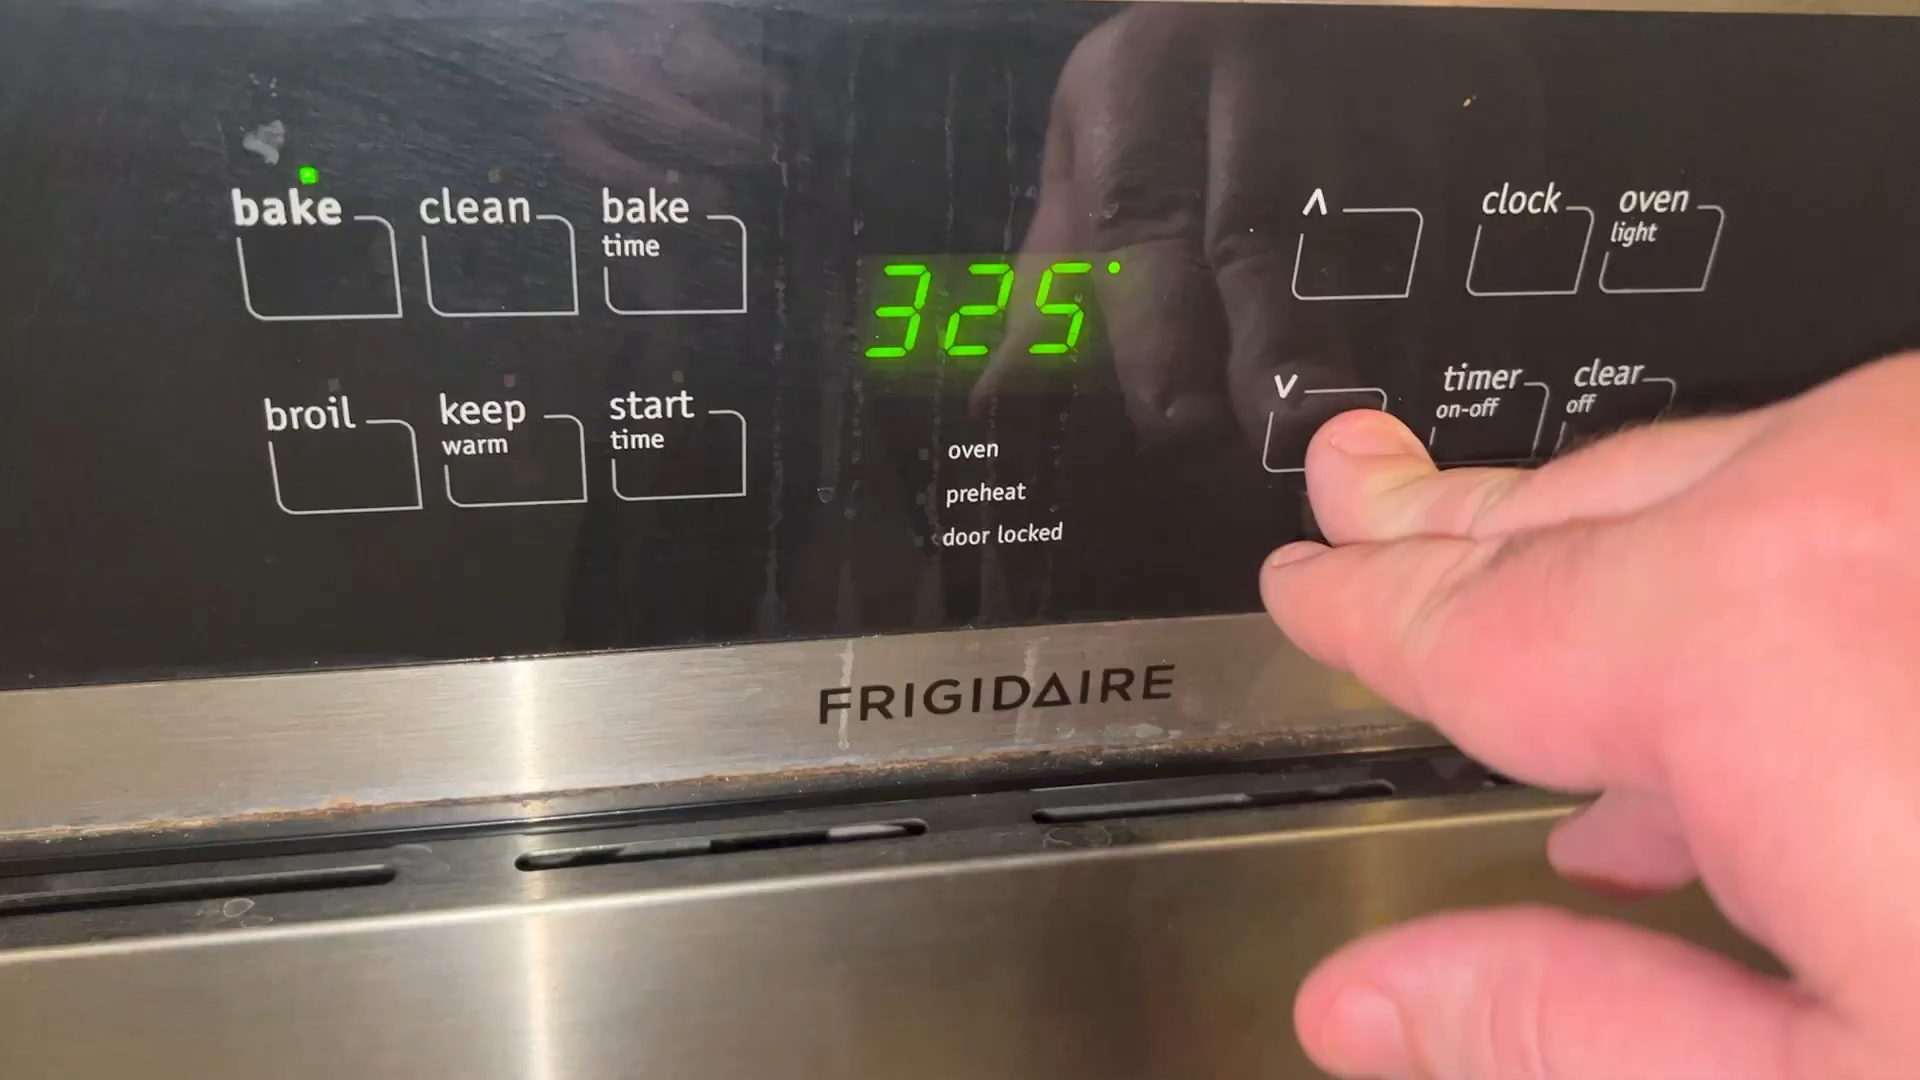 bake
clean
bake
time
325°
^
clock
oven
light
broil
keep
warm
start
time
oven
preheat
door locked
v
timer
on-off
clear
off
FRIGIDAIRE